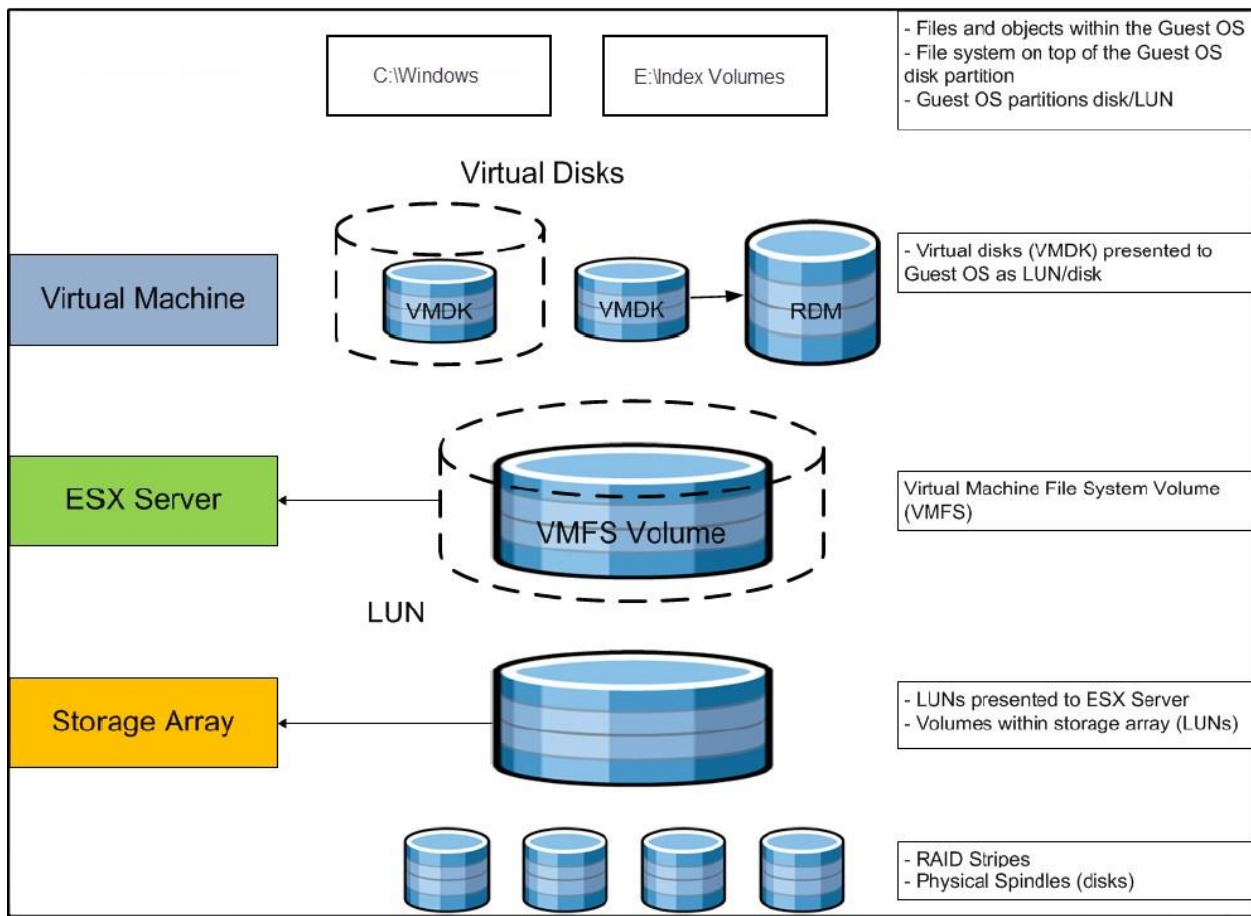 C:\Windows
E:\Index Volumes
- Files and objects within the Guest OS
- File system on top of the Guest OS
disk partition
- Guest OS partitions disk/LUN
Virtual Disks
Virtual Machine
VMDK
VMDK
RDM
- Virtual disks (VMDK) presented to
Guest OS as LUN/disk
ESX Server
VMFS Volume
Virtual Machine File System Volume
(VMFS)
LUN
Storage Array
- LUNs presented to ESX Server
- Volumes within storage array (LUNs)
- RAID Stripes
- Physical Spindles (disks)